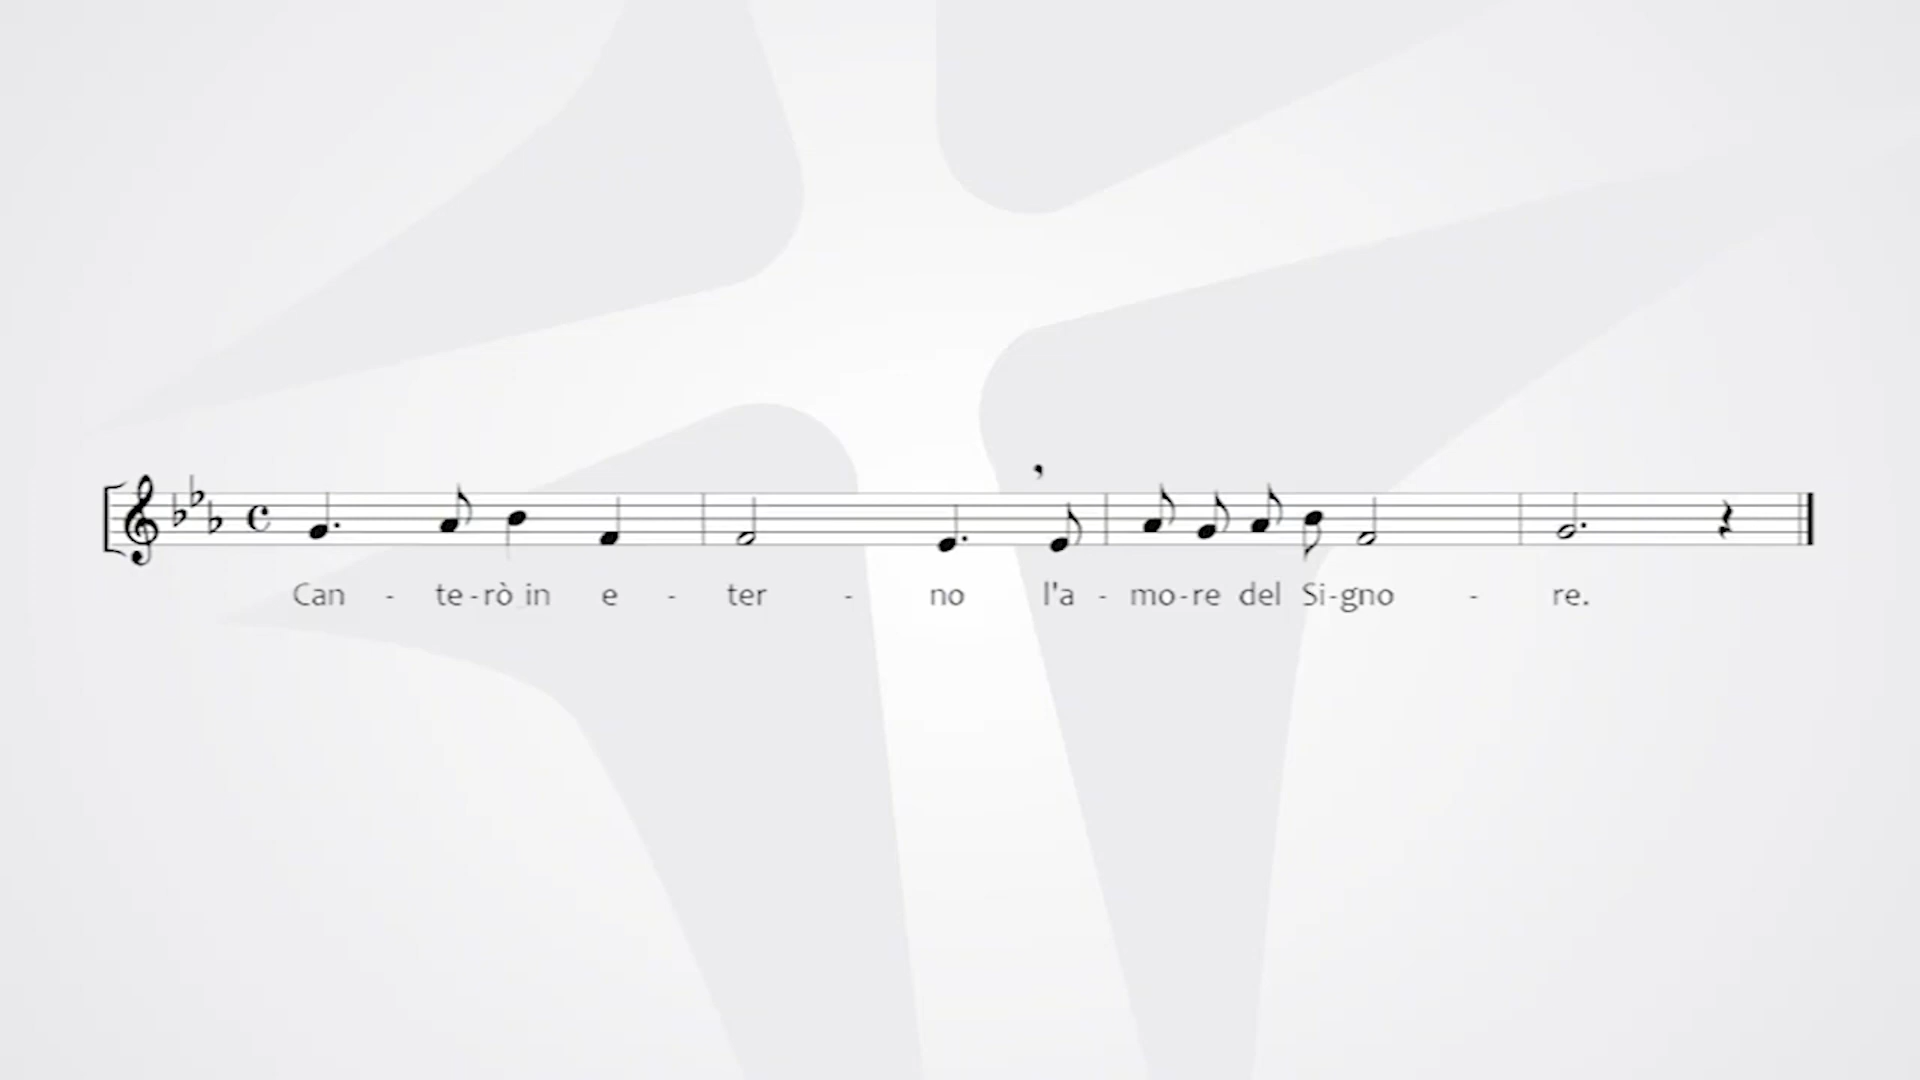 Can - te-rò in e - ter - no l'a - mo-re del Si-gno - re.